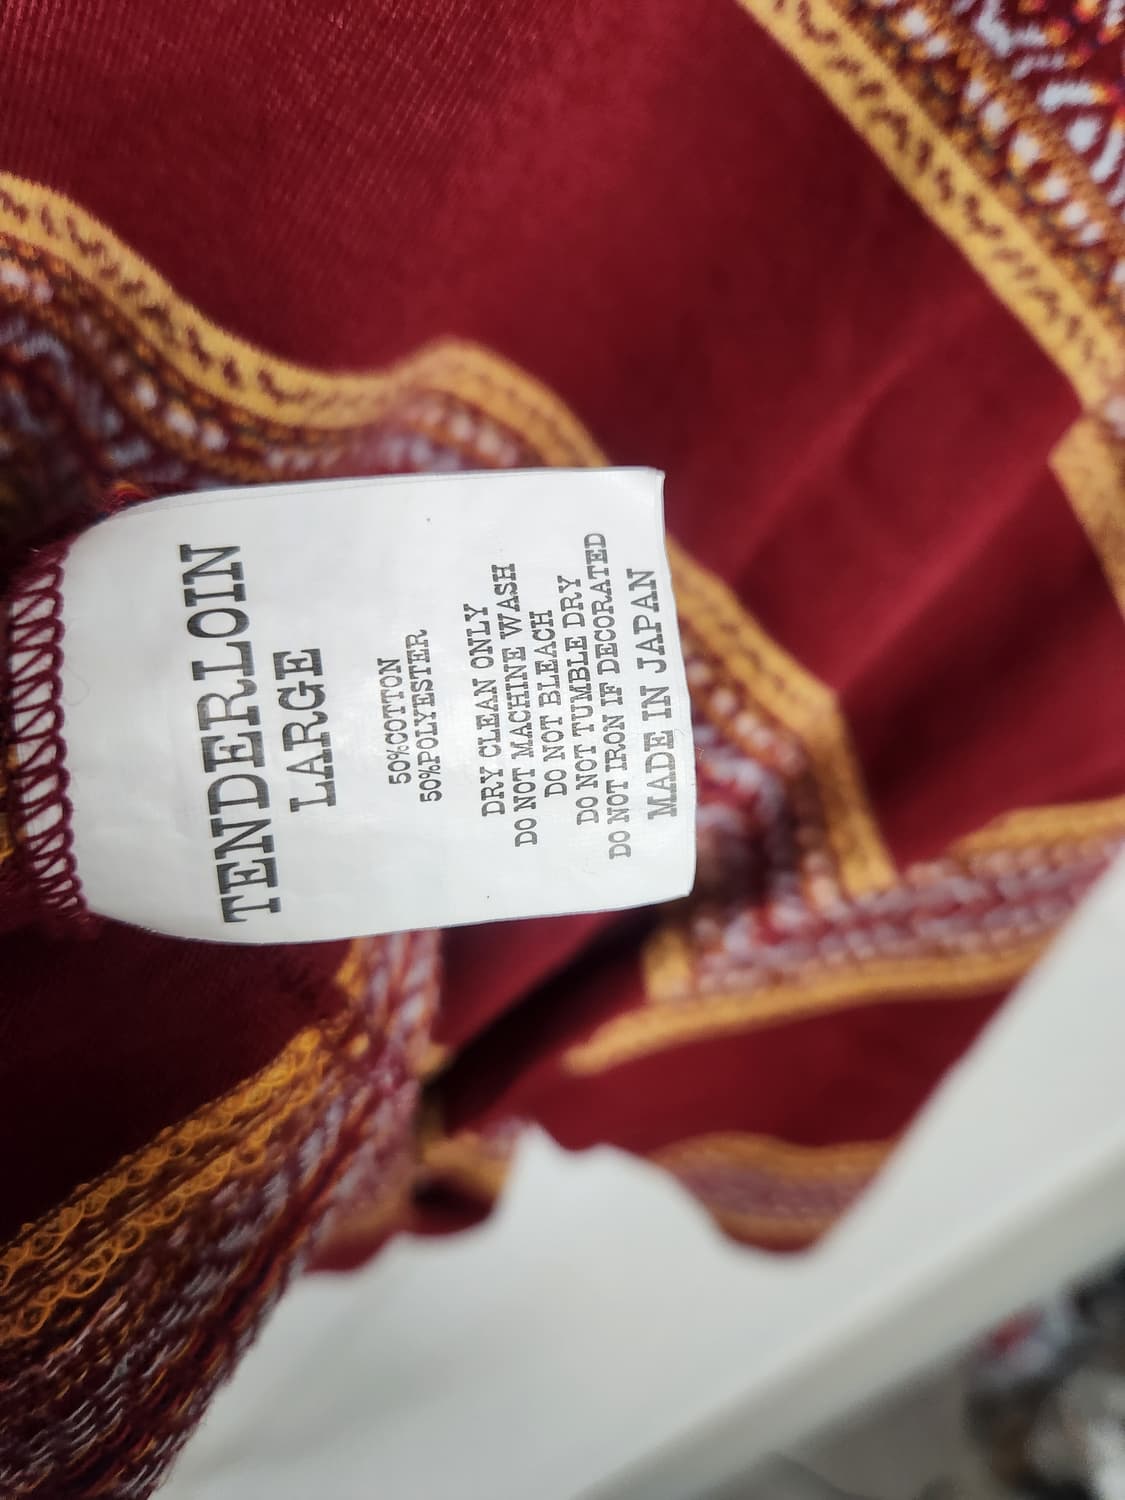 TENDERLOIN
LARGE
50%COTTON
50%POLYESTER
DRY CLEAN ONLY
DO NOT MACHINE WASH
DO NOT BLEACH
DO NOT TUMBLE DRY
DO NOT IRON IF DECORATED
MADE IN JAPAN